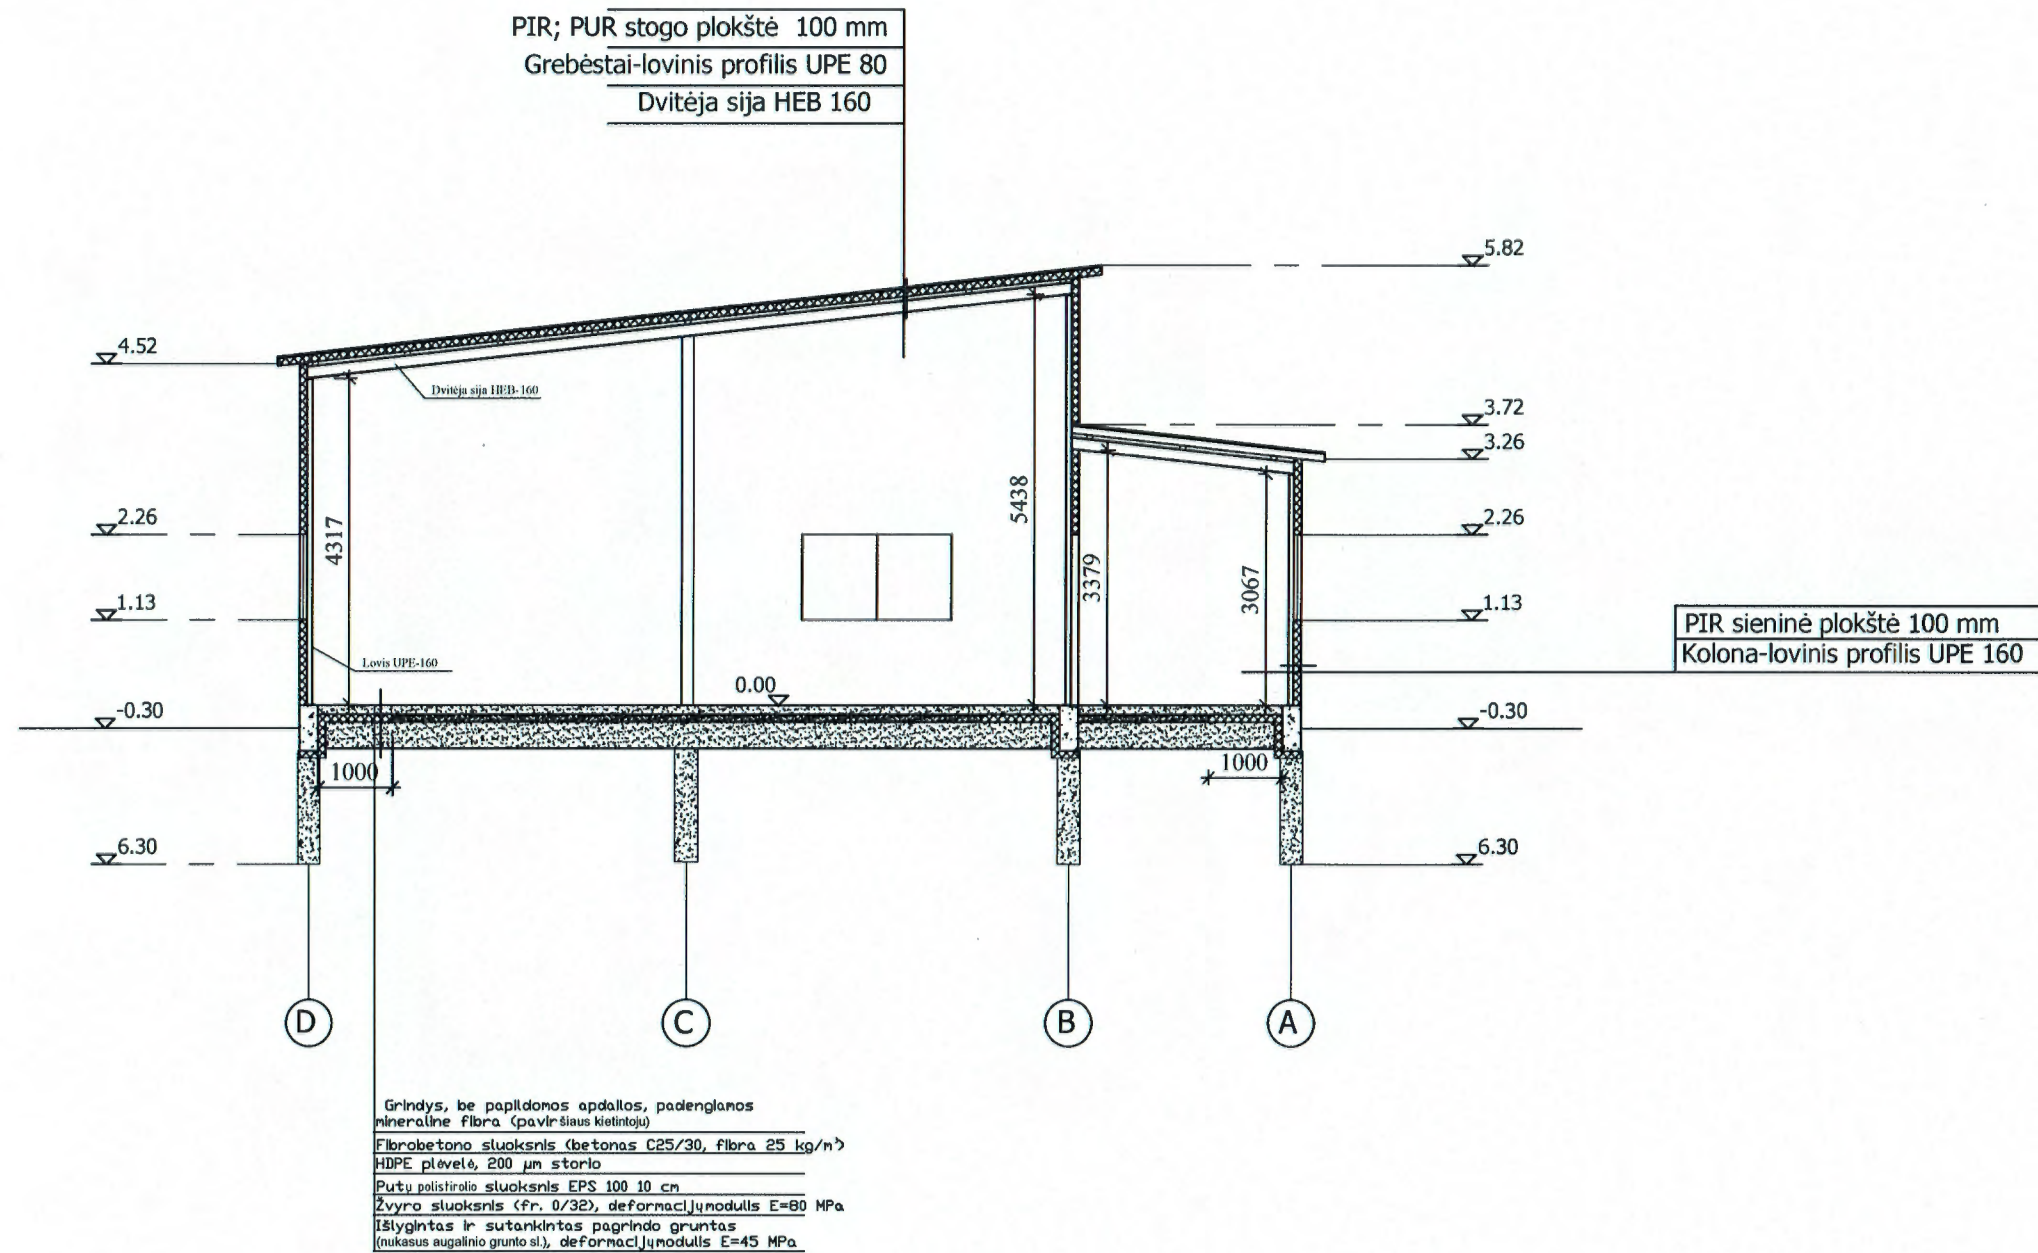 PIR; PUR stogo plokštė 100 mm
Grebėstai-lovinis profilis UPE 80
Dvitėja sija HEB 160
5.82
4.52
Dvitėja sija HEB-160
3.72
3.26
5438
2.26
2.26
4317
3379
3067
1.13
1.13
PIR sieninė plokštė 100 mm
Kolona-lovinis profilis UPE 160
Lovis UPE-160
0.00
-0.30
-0.30
1000
1000
6.30
6.30
D
C
B
A
Grindys, be papildomos apdailos, padengiamos
mineraline fibra (paviršiaus kietintoju)
Fibrobetono sluoksnis (betonas C25/30, fibra 25 kg/m³)
HDPE plėvelė, 200 µm storio
Putų polistirolio sluoksnis EPS 100 10 cm
Žvyro sluoksnis (fr. 0/32), deformacijų modulis E=80 MPa
Išlygintas ir sutankintas pagrindo gruntas
(nukasus augalinio grunto sl.), deformacijų modulis E=45 MPa